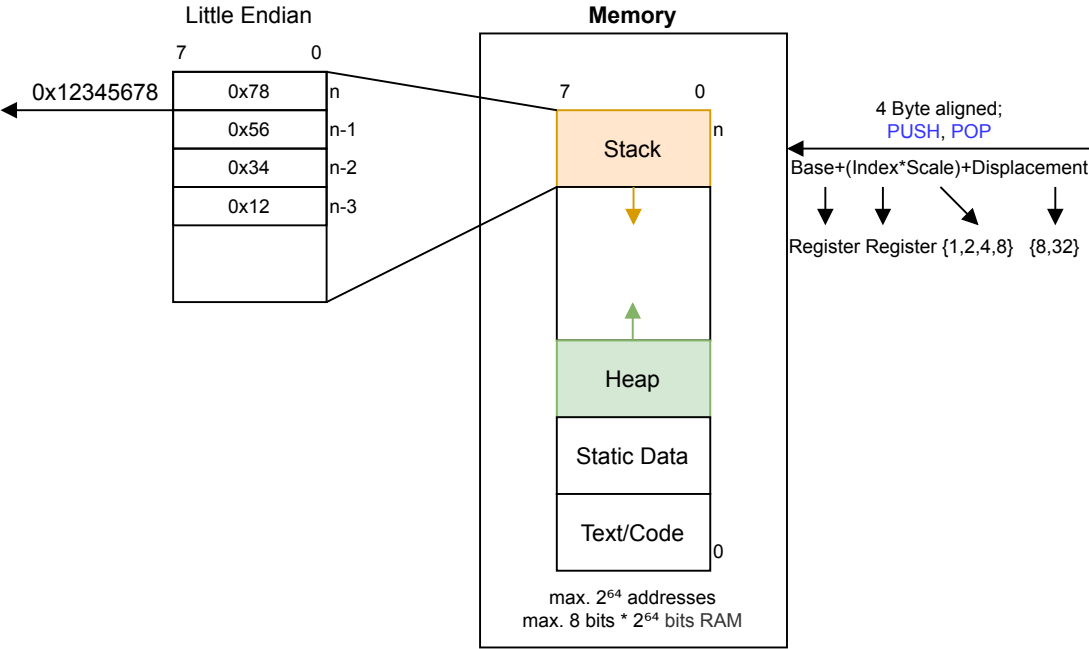 Little Endian
7 0
0x12345678
0x78 n
0x56 n-1
0x34 n-2
0x12 n-3
Memory
7 0
Stack n
Heap
Static Data
Text/Code 0
max. 2⁶⁴ addresses
max. 8 bits * 2⁶⁴ bits RAM
4 Byte aligned;
PUSH, POP
Base+(Index*Scale)+Displacement
Register Register {1,2,4,8} {8,32}